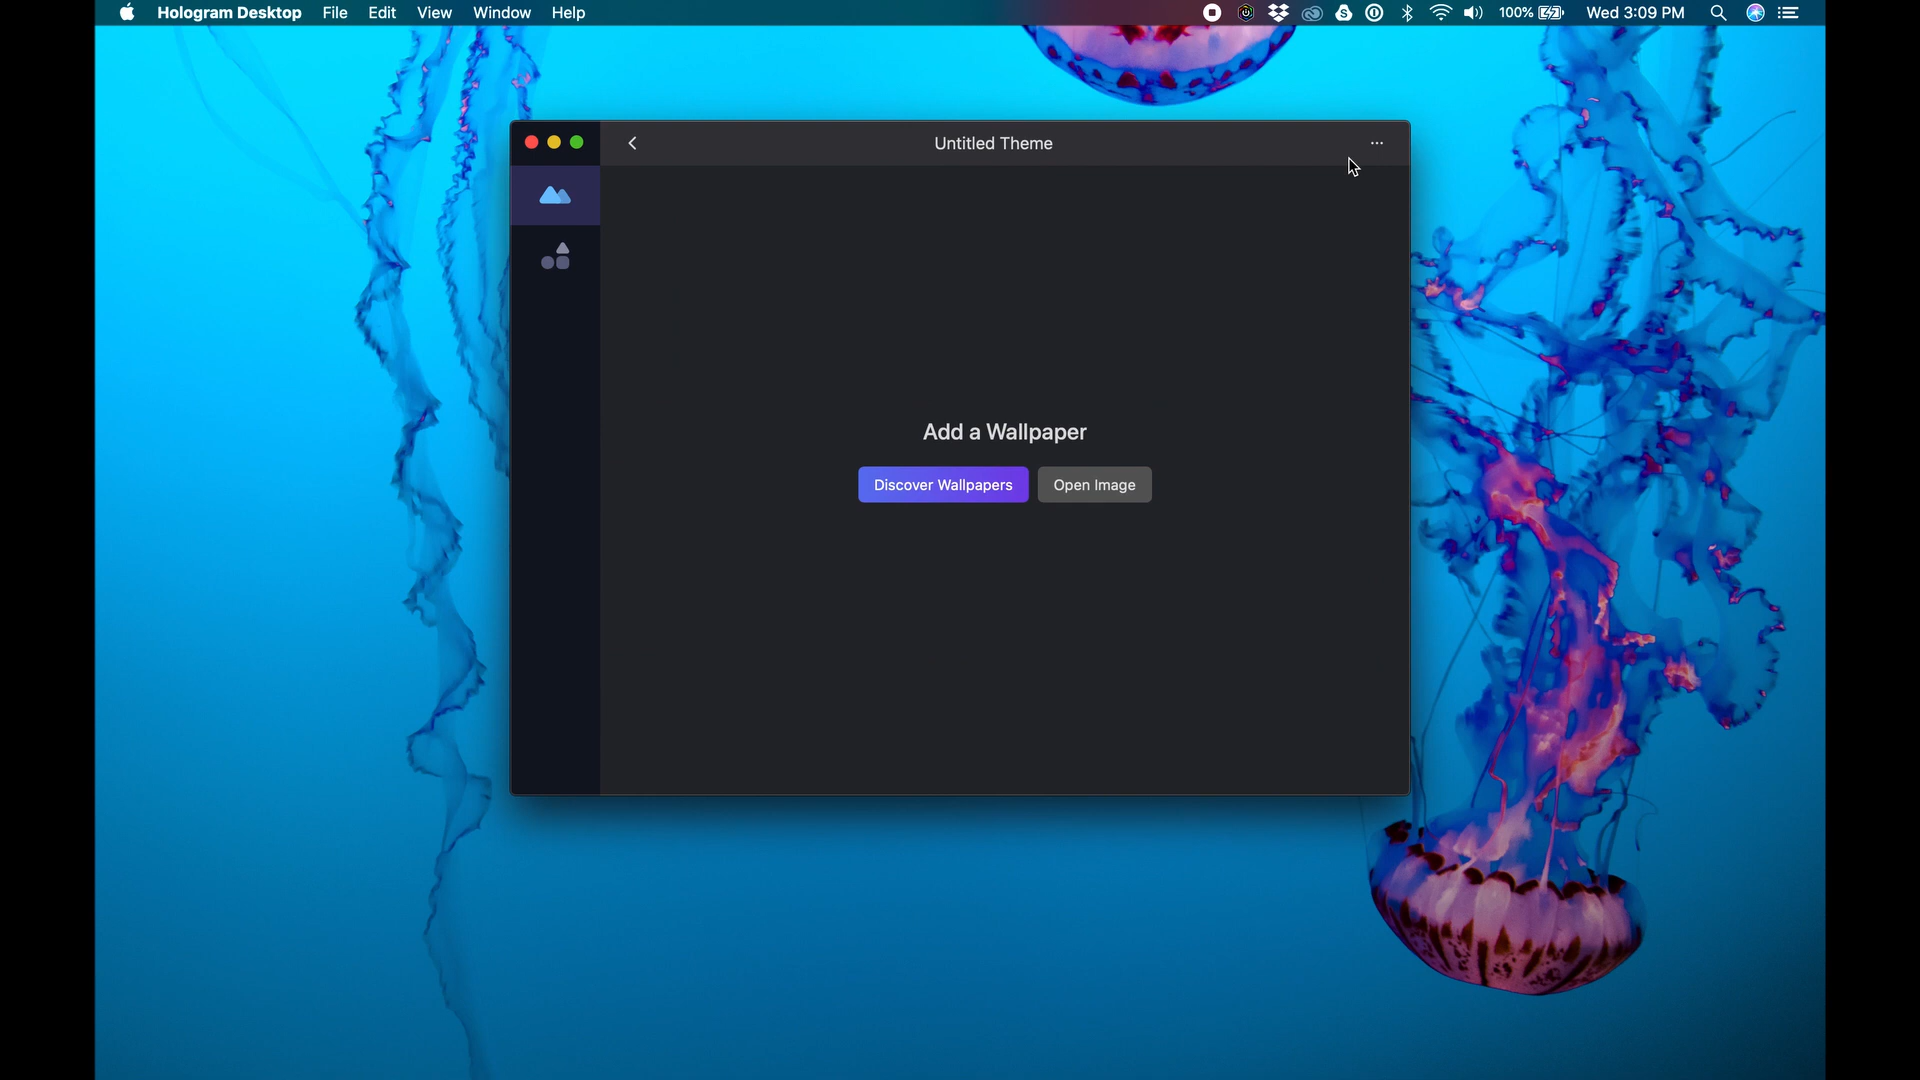 Hologram Desktop File Edit View Window Help 100% Wed 3:09 PM
Untitled Theme
Add a Wallpaper
Discover Wallpapers Open Image